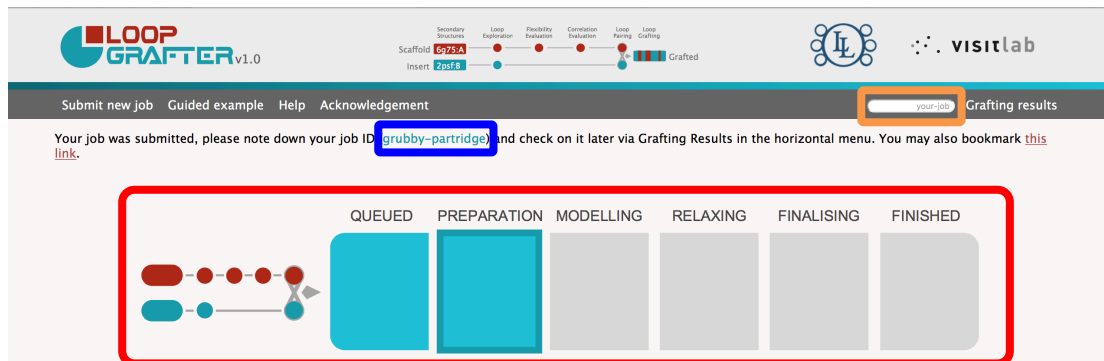 LOOP
GRAFTER v1.0
Secondary Structures
Loop Exploration
Flexibility Evaluation
Correlation Evaluation
Loop Pairing
Loop Grafting
Scaffold 6g75:A
Insert 2psf:B
Grafted
LL
visitlab
Submit new job Guided example Help Acknowledgement your-job Grafting results
Your job was submitted, please note down your job ID (grubby-partridge) and check on it later via Grafting Results in the horizontal menu. You may also bookmark this
link.
QUEUED PREPARATION MODELLING RELAXING FINALISING FINISHED